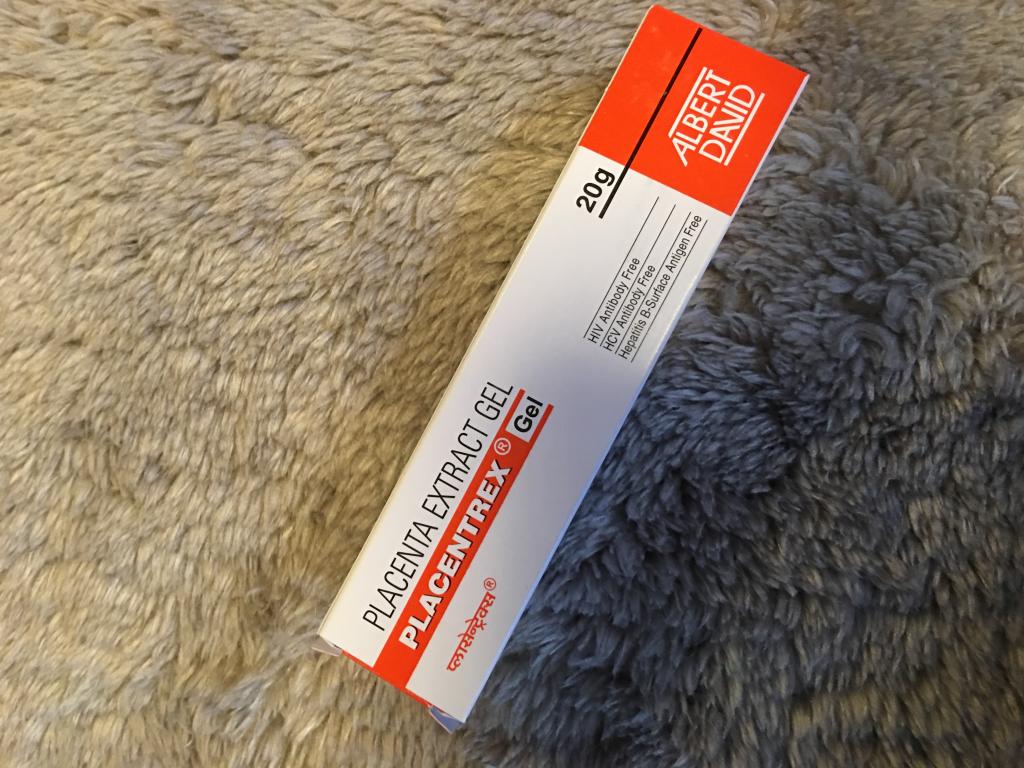 PLACENTA EXTRACT GEL
PLACENTREX® Gel
प्लासेन्ट्रेक्स®
HIV Antibody Free
HCV Antibody Free
Hepatitis B-Surface Antigen Free
20g
ALBERT
DAVID